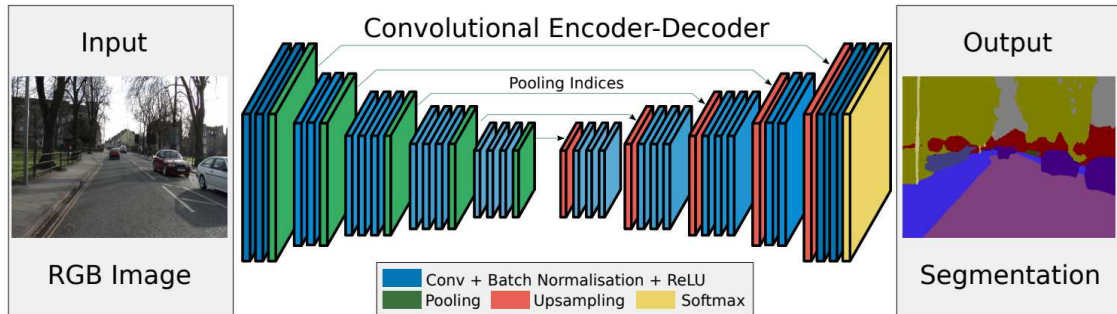 Input
RGB Image
Convolutional Encoder-Decoder
Pooling Indices
Conv + Batch Normalisation + ReLU
Pooling
Upsampling
Softmax
Output
Segmentation